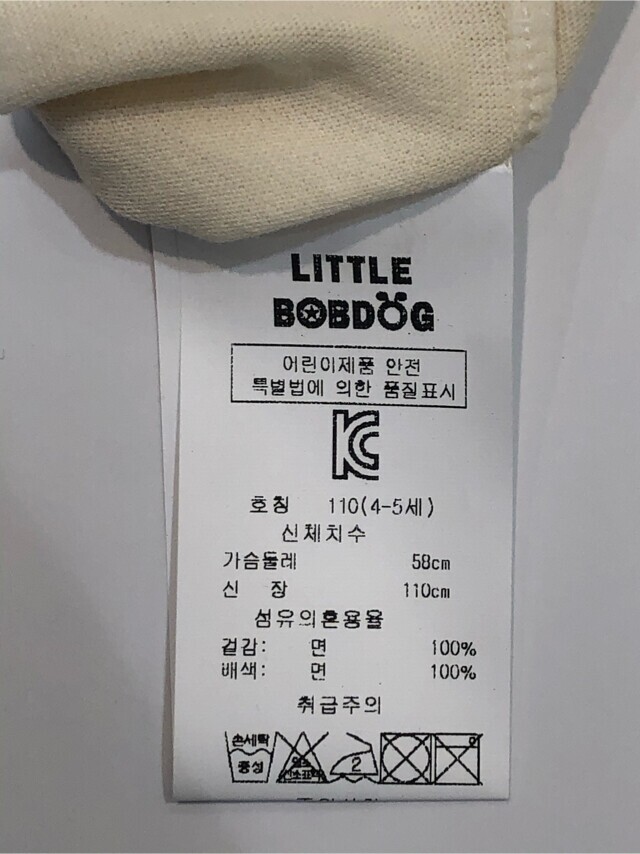 LITTLE
BOBDOG
어린이제품 안전
특별법에 의한 품질표시
KC
호칭 110(4-5세)
신체치수
가슴둘레 58cm
신 장 110cm
섬유의혼용율
겉감: 면 100%
배색: 면 100%
취급주의
손세탁
중성
2